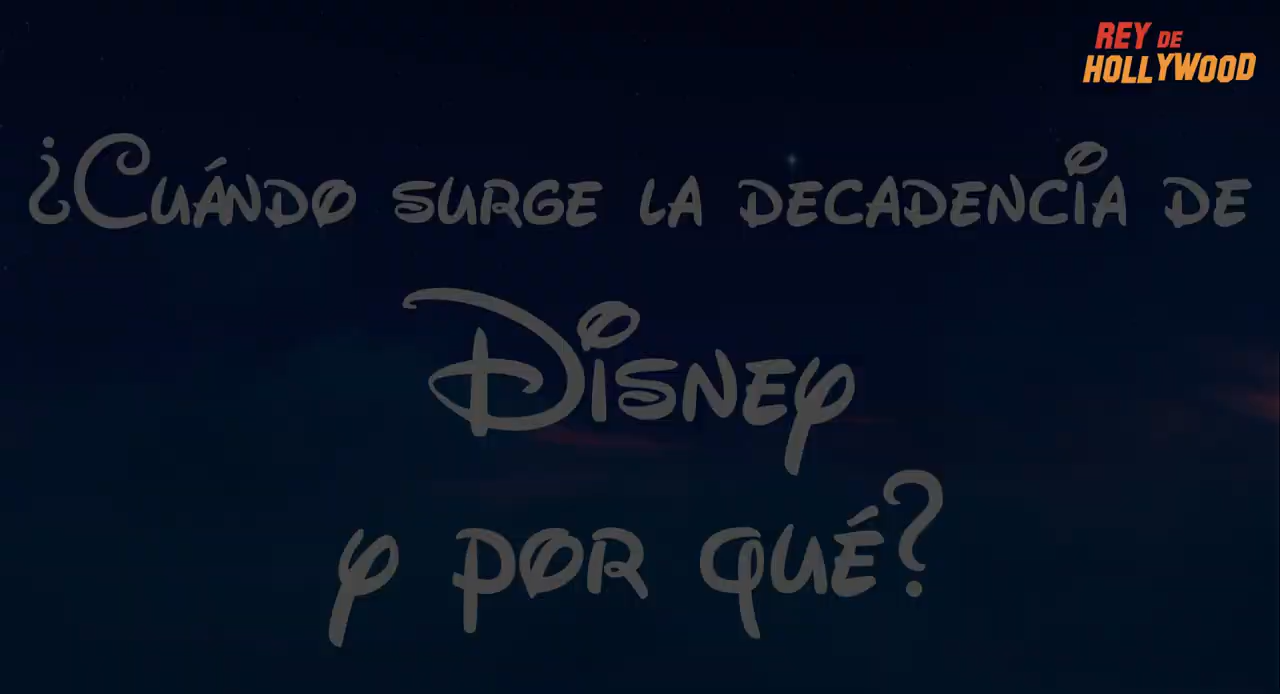 REY DE
HOLLYWOOD
¿Cuándo surge la decadencia de
Disney
y por qué?